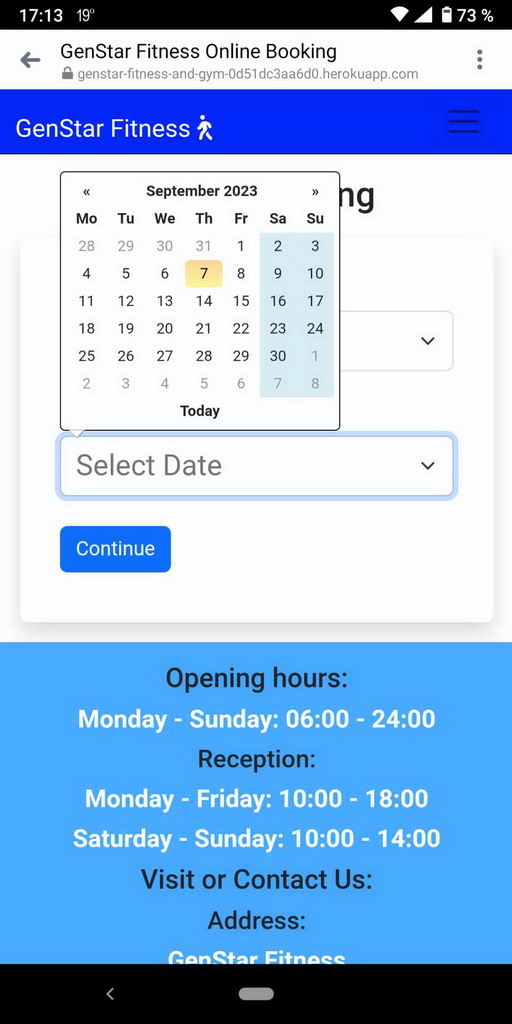 17:13 19° 73 %
GenStar Fitness Online Booking
genstar-fitness-and-gym-0d51dc3aa6d0.herokuapp.com
GenStar Fitness
ng
« September 2023 »
Mo Tu We Th Fr Sa Su
28 29 30 31 1 2 3
4 5 6 7 8 9 10
11 12 13 14 15 16 17
18 19 20 21 22 23 24
25 26 27 28 29 30 1
2 3 4 5 6 7 8
Today
Select Date
Continue
Opening hours:
Monday - Sunday: 06:00 - 24:00
Reception:
Monday - Friday: 10:00 - 18:00
Saturday - Sunday: 10:00 - 14:00
Visit or Contact Us:
Address:
GenStar Fitness